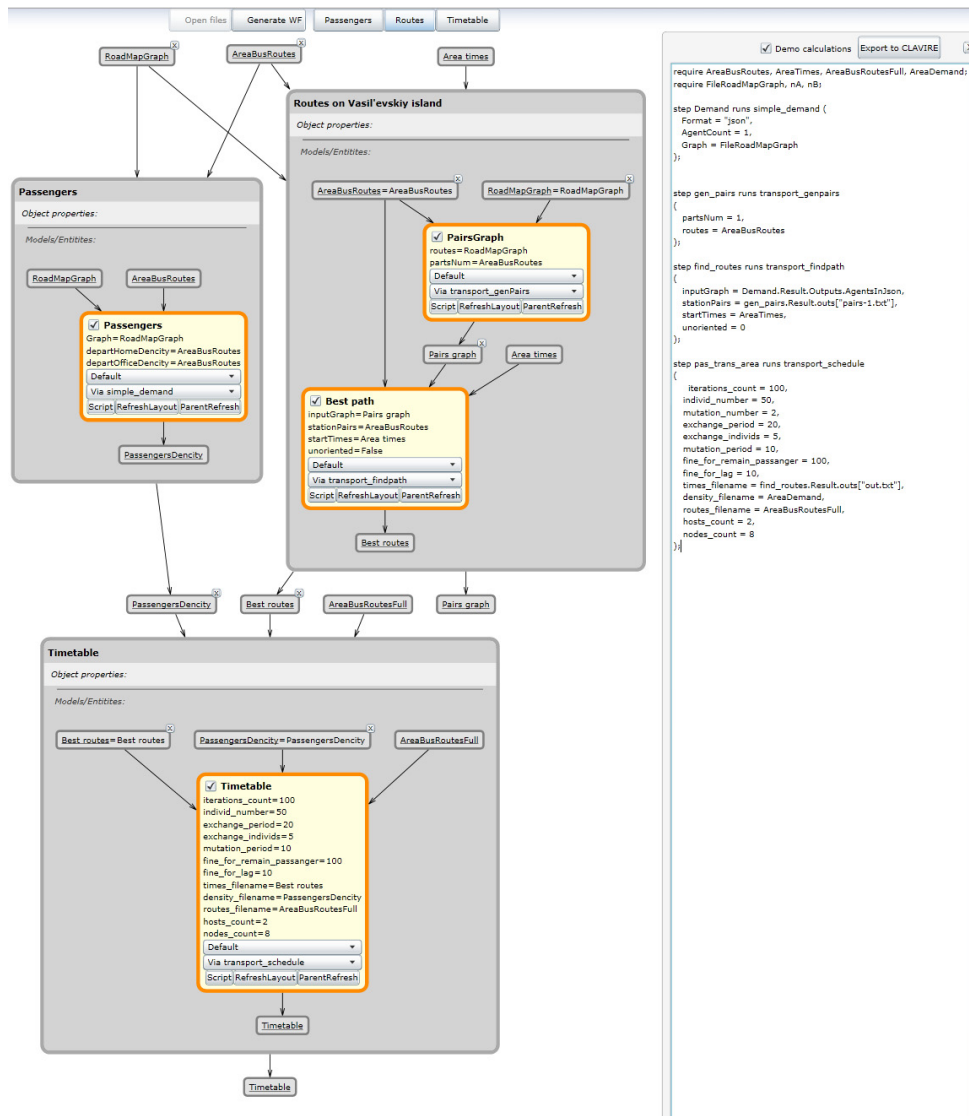 Open files Generate WF Passengers Routes Timetable
RoadMapGraph x
AreaBusRoutes x
Area times
Routes on Vasil'evskiy island
Object properties:
Models/Entitites:
AreaBusRoutes=AreaBusRoutes x
RoadMapGraph=RoadMapGraph x
PairsGraph
routes=RoadMapGraph
partsNum=AreaBusRoutes
Default
Via transport_genPairs
Script RefreshLayout ParentRefresh
Pairs graph x
Area times
Best path
inputGraph=Pairs graph
stationPairs=AreaBusRoutes
startTimes=Area times
unoriented=False
Default
Via transport_findpath
Script RefreshLayout ParentRefresh
Best routes
Passengers
Object properties:
Models/Entitites:
RoadMapGraph
AreaBusRoutes
Passengers
Graph=RoadMapGraph
departHomeDencity=AreaBusRoutes
departOfficeDencity=AreaBusRoutes
Default
Via simple_demand
Script RefreshLayout ParentRefresh
PassengersDencity
PassengersDencity x
Best routes x
AreaBusRoutesFull
Pairs graph
Timetable
Object properties:
Models/Entitites:
Best routes=Best routes x
PassengersDencity=PassengersDencity x
AreaBusRoutesFull
Timetable
iterations_count=100
individ_number=50
exchange_period=20
exchange_individs=5
mutation_period=10
fine_for_remain_passanger=100
fine_for_lag=10
times_filename=Best routes
density_filename=PassengersDencity
routes_filename=AreaBusRoutesFull
hosts_count=2
nodes_count=8
Default
Via transport_schedule
Script RefreshLayout ParentRefresh
Timetable
Timetable
Demo calculations Export to CLAVIRE
require AreaBusRoutes, AreaTimes, AreaBusRoutesFull, AreaDemand;
require FileRoadMapGraph, nA, nB;
step Demand runs simple_demand (
Format = "json",
AgentCount = 1,
Graph = FileRoadMapGraph
);
step gen_pairs runs transport_genpairs
(
partsNum = 1,
routes = AreaBusRoutes
);
step find_routes runs transport_findpath
(
inputGraph = Demand.Result.Outputs.AgentsInJson,
stationPairs = gen_pairs.Result.outs["pairs-1.txt"],
startTimes = AreaTimes,
unoriented = 0
);
step pas_trans_area runs transport_schedule
(
iterations_count = 100,
individ_number = 50,
mutation_number = 2,
exchange_period = 20,
exchange_individs = 5,
mutation_period = 10,
fine_for_remain_passanger = 100,
fine_for_lag = 10,
times_filename = find_routes.Result.outs["out.txt"],
density_filename = AreaDemand,
routes_filename = AreaBusRoutesFull,
hosts_count = 2,
nodes_count = 8
);